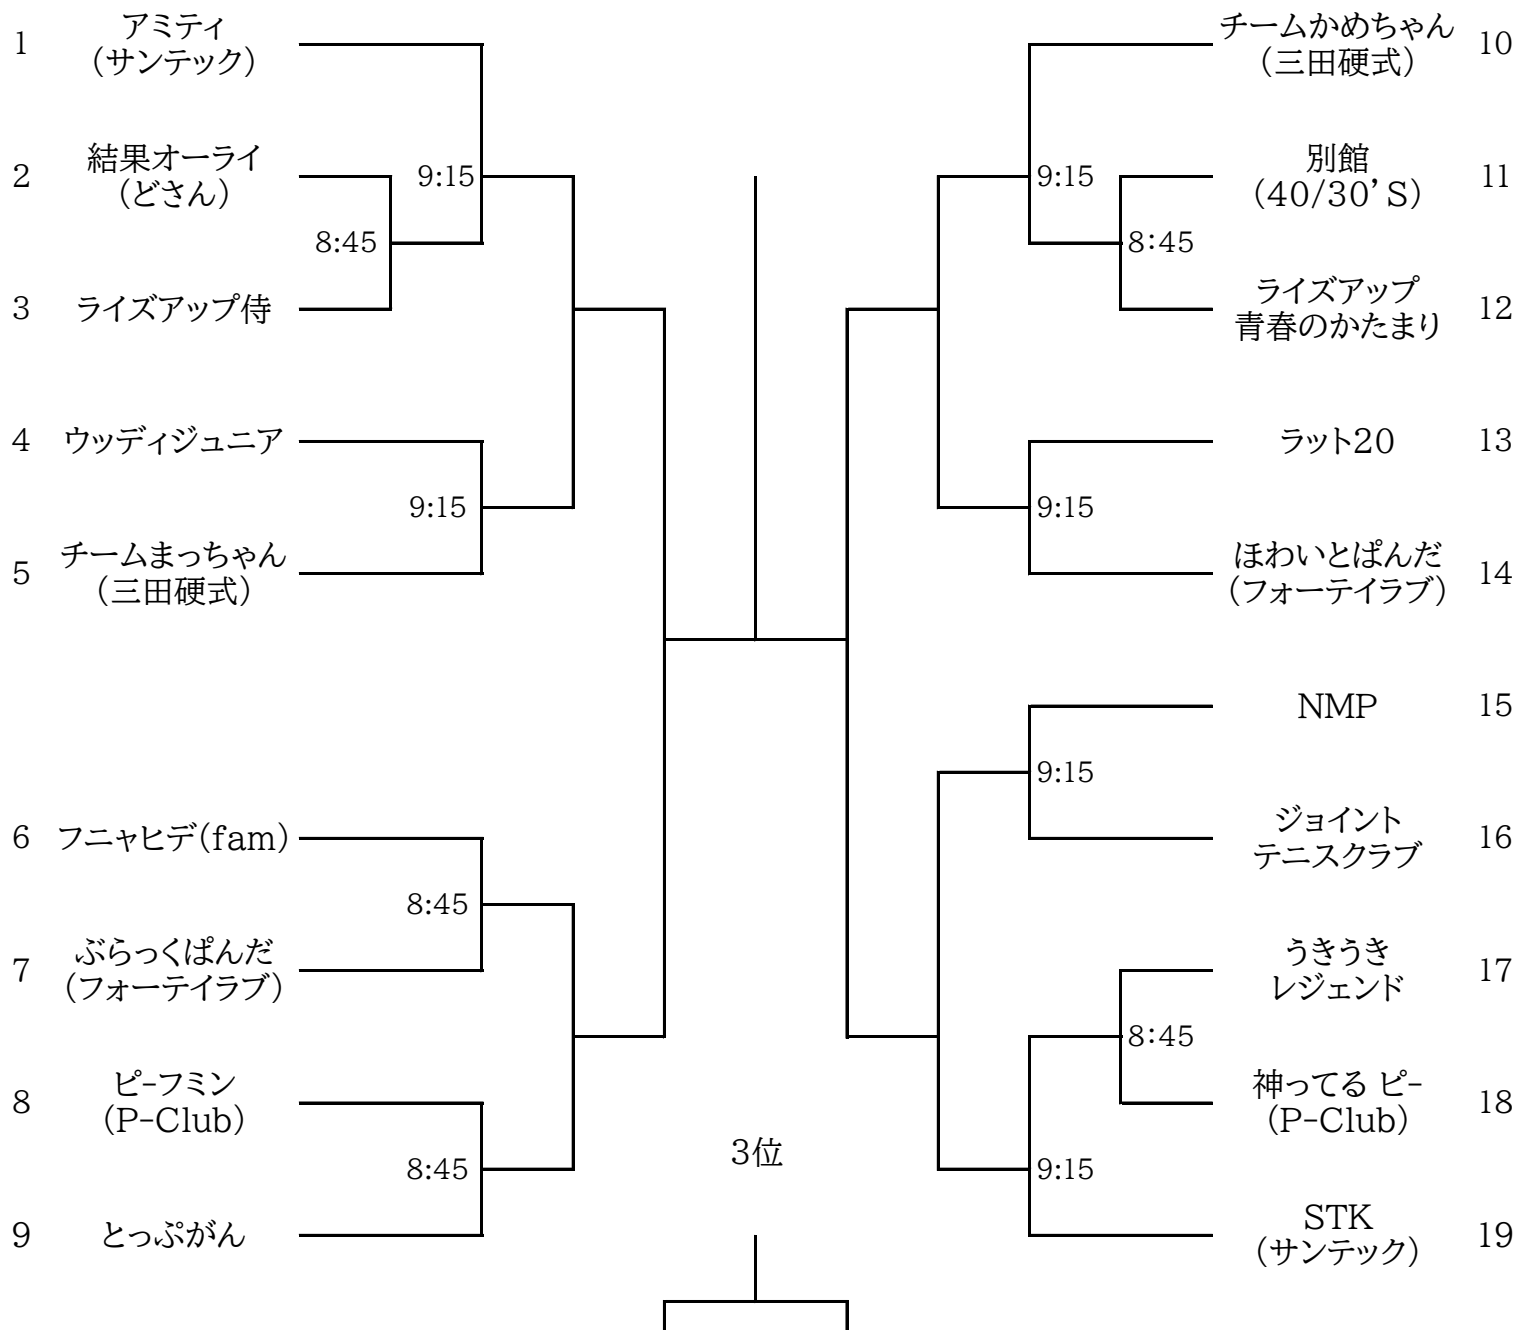 1
アミティ
（サンテック）
2
結果オーライ
（どさん）
9:15
8:45
3
ライズアップ侍
4
ウッディジュニア
9:15
5
チームまっちゃん
（三田硬式）
6
フニャヒデ（fam）
8:45
7
ぶらっくぱんだ
（フォーテイラブ）
8
ピ-フミン
（P-Club）
8:45
9
とっぷがん
3位
チームかめちゃん
（三田硬式）
10
9:15
別館
（40/30’S）
11
8:45
ライズアップ
青春のかたまり
12
ラット20
13
9:15
ほわいとぱんだ
（フォーテイラブ）
14
NMP
15
9:15
ジョイント
テニスクラブ
16
うきうき
レジェンド
17
8:45
神ってる ピ-
（P-Club）
18
9:15
STK
（サンテック）
19